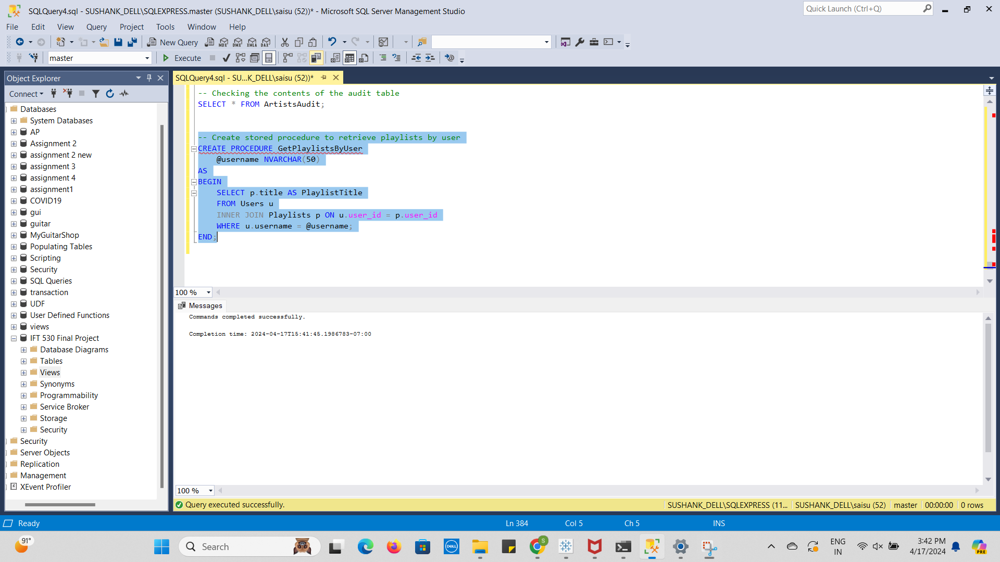 SQLQuery4.sql - SUSHANK_DELL\SQLEXPRESS.master (SUSHANK_DELL\saisu (52))* - Microsoft SQL Server Management Studio
Quick Launch (Ctrl+Q)
File Edit View Query Project Tools Window Help
New Query MDX DMX XMLA DAX
master Execute
Object Explorer
Connect
Databases
System Databases
AP
Assignment 2
assignment 2 new
assignment 3
assignment 4
assignment1
COVID19
gui
guitar
MyGuitarShop
Populating Tables
Scripting
Security
SQL Queries
transaction
UDF
User Defined Functions
views
IFT 530 Final Project
Database Diagrams
Tables
Views
Synonyms
Programmability
Service Broker
Storage
Security
Security
Server Objects
Replication
Management
XEvent Profiler
SQLQuery4.sql - SU...K_DELL\saisu (52))*
-- Checking the contents of the audit table
SELECT * FROM ArtistsAudit;
-- Create stored procedure to retrieve playlists by user
CREATE PROCEDURE GetPlaylistsByUser
@username NVARCHAR(50)
AS
BEGIN
SELECT p.title AS PlaylistTitle
FROM Users u
INNER JOIN Playlists p ON u.user_id = p.user_id
WHERE u.username = @username;
END;
100 %
Messages
Commands completed successfully.
Completion time: 2024-04-17T15:41:45.1986783-07:00
100 %
Query executed successfully.
SUSHANK_DELL\SQLEXPRESS (11... SUSHANK_DELL\saisu (52) master 00:00:00 0 rows
Ready
Ln 384 Col 5 Ch 5 INS
91°
Search
DELL
S
ENG
IN
3:42 PM
4/17/2024
PRE